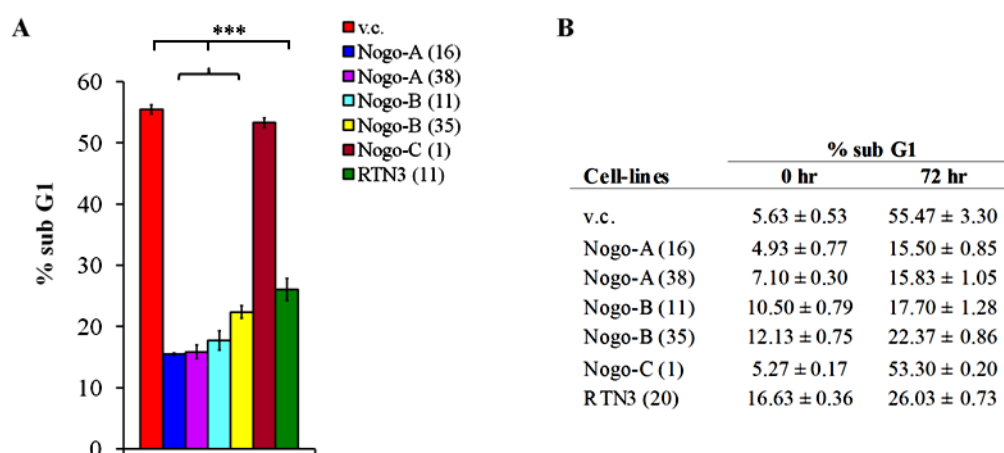 A
***
v.c.
Nogo-A (16)
Nogo-A (38)
Nogo-B (11)
Nogo-B (35)
Nogo-C (1)
RTN3 (11)
% sub G1
60
50
40
30
20
10
0
B
% sub G1
Cell-lines 0 hr 72 hr
v.c. 5.63 ± 0.53 55.47 ± 3.30
Nogo-A (16) 4.93 ± 0.77 15.50 ± 0.85
Nogo-A (38) 7.10 ± 0.30 15.83 ± 1.05
Nogo-B (11) 10.50 ± 0.79 17.70 ± 1.28
Nogo-B (35) 12.13 ± 0.75 22.37 ± 0.86
Nogo-C (1) 5.27 ± 0.17 53.30 ± 0.20
RTN3 (20) 16.63 ± 0.36 26.03 ± 0.73